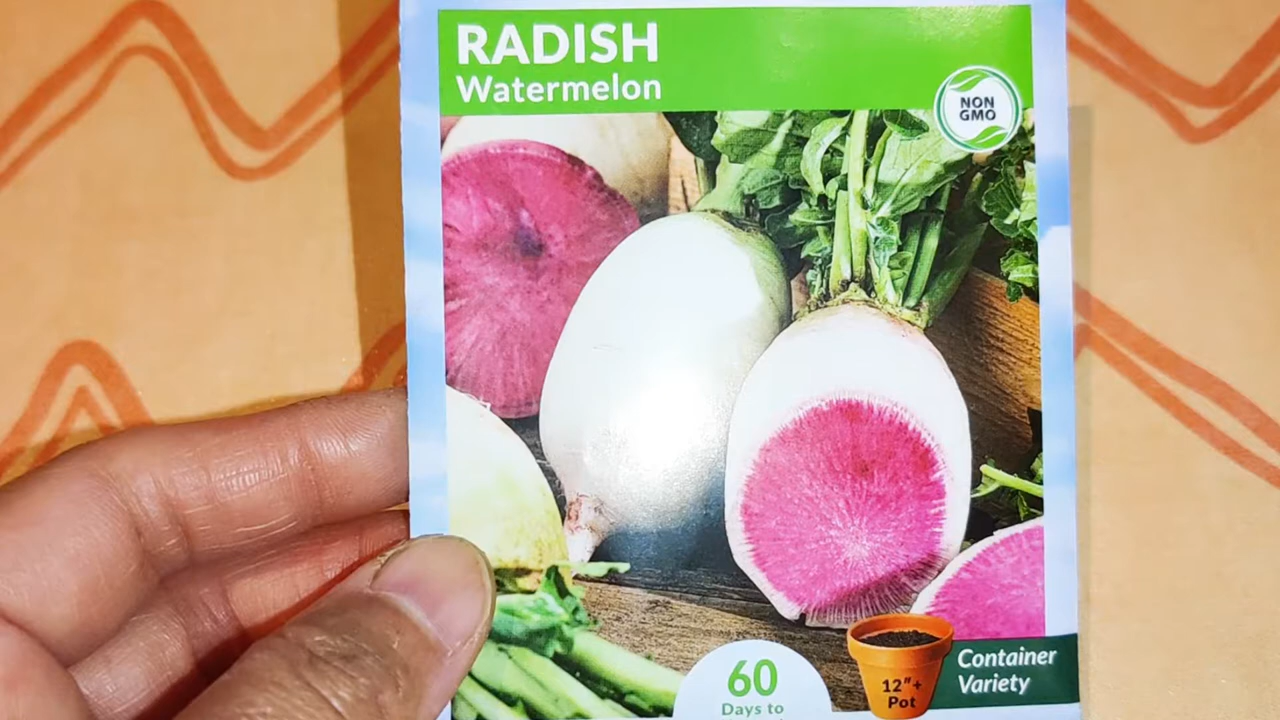 RADISH
Watermelon
NON
GMO
60
Days to
12"+
Pot
Container
Variety